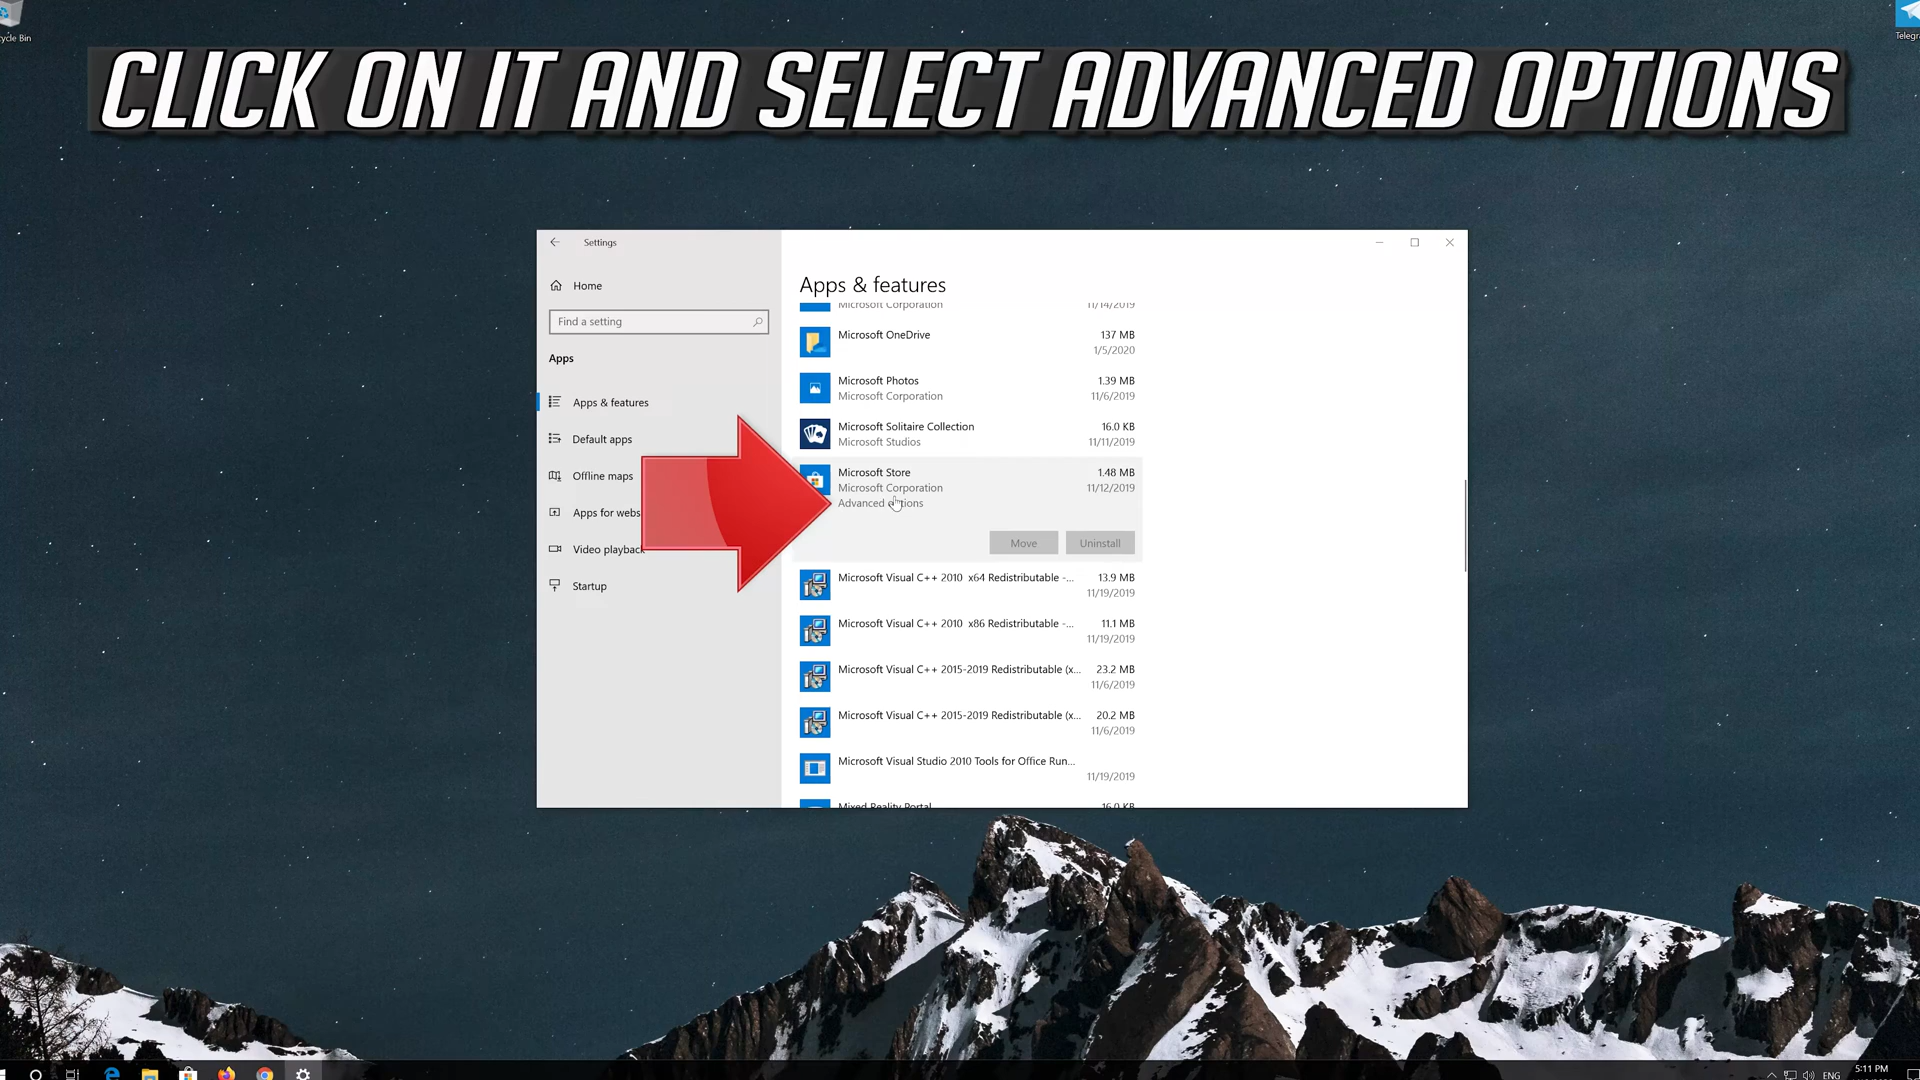 cycle Bin
Telegr
CLICK ON IT AND SELECT ADVANCED OPTIONS
Settings
Home
Find a setting
Apps
Apps & features
Default apps
Offline maps
Apps for webs
Video playback
Startup
Apps & features
Microsoft Corporation 11/14/2019
Microsoft OneDrive 137 MB
1/5/2020
Microsoft Photos 1.39 MB
Microsoft Corporation 11/6/2019
Microsoft Solitaire Collection 16.0 KB
Microsoft Studios 11/11/2019
Microsoft Store 1.48 MB
Microsoft Corporation 11/12/2019
Advanced options
Move Uninstall
Microsoft Visual C++ 2010 x64 Redistributable -... 13.9 MB
11/19/2019
Microsoft Visual C++ 2010 x86 Redistributable -... 11.1 MB
11/19/2019
Microsoft Visual C++ 2015-2019 Redistributable (x... 23.2 MB
11/6/2019
Microsoft Visual C++ 2015-2019 Redistributable (x... 20.2 MB
11/6/2019
Microsoft Visual Studio 2010 Tools for Office Run...
11/19/2019
Mixed Reality Portal 16.0 KB
ENG
5:11 PM